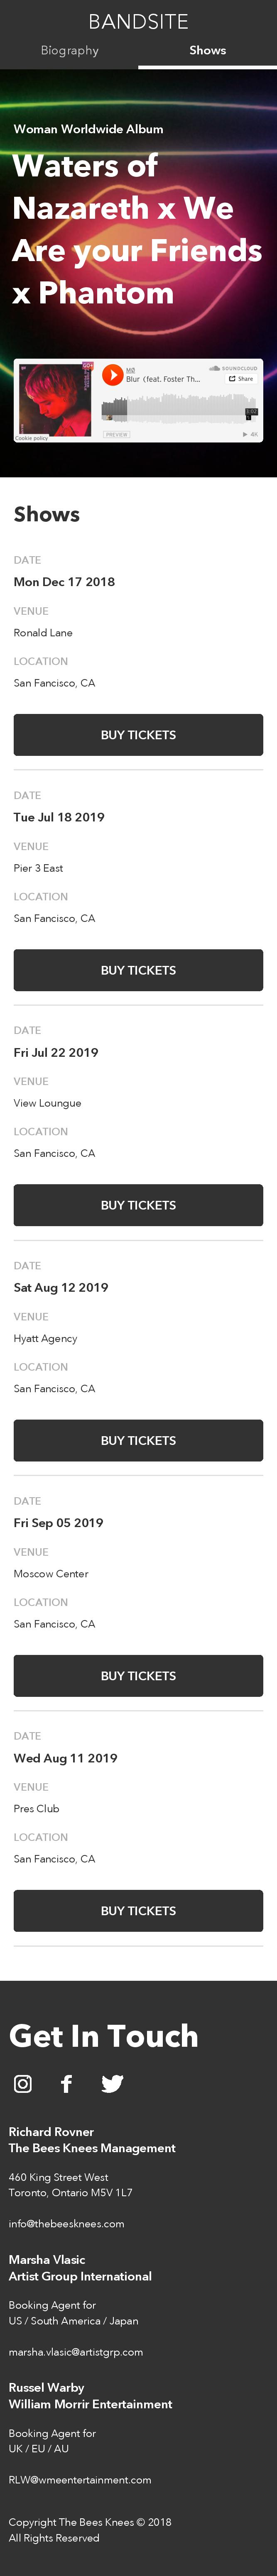 BANDSITE
Biography
Shows
Woman Worldwide Album
Waters of
Nazareth x We
Are your Friends
x Phantom
MØ
Blur (feat. Foster Th...
SOUNDCLOUD
Share
PREVIEW
4X
Cookie policy
Shows
DATE
Mon Dec 17 2018
VENUE
Ronald Lane
LOCATION
San Fancisco, CA
BUY TICKETS
DATE
Tue Jul 18 2019
VENUE
Pier 3 East
LOCATION
San Fancisco, CA
BUY TICKETS
DATE
Fri Jul 22 2019
VENUE
View Loungue
LOCATION
San Fancisco, CA
BUY TICKETS
DATE
Sat Aug 12 2019
VENUE
Hyatt Agency
LOCATION
San Fancisco, CA
BUY TICKETS
DATE
Fri Sep 05 2019
VENUE
Moscow Center
LOCATION
San Fancisco, CA
BUY TICKETS
DATE
Wed Aug 11 2019
VENUE
Pres Club
LOCATION
San Fancisco, CA
BUY TICKETS
Get In Touch
Richard Rovner
The Bees Knees Management
460 King Street West
Toronto, Ontario M5V 1L7
info@thebeesknees.com
Marsha Vlasic
Artist Group International
Booking Agent for
US / South America / Japan
marsha.vlasic@artistgrp.com
Russel Warby
William Morrir Entertainment
Booking Agent for
UK / EU / AU
RLW@wmeentertainment.com
Copyright The Bees Knees © 2018
All Rights Reserved